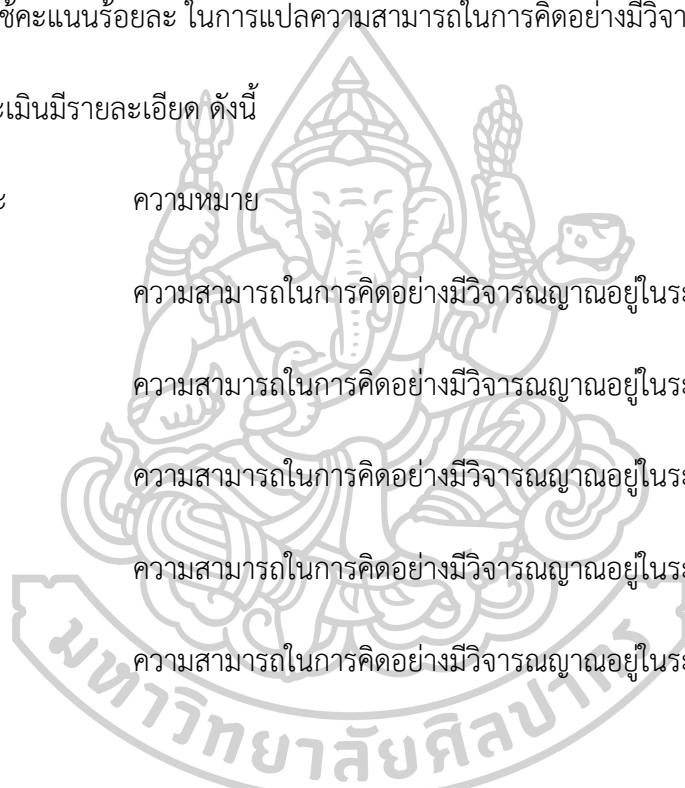 ช้คะแนนร้อยละ ในการแปลความสามารถในการคิดอย่างมีวิจา
ะเมินมีรายละเอียด ดังนี้
ะ ความหมาย
ความสามารถในการคิดอย่างมีวิจารณญาณอยู่ในระ
ความสามารถในการคิดอย่างมีวิจารณญาณอยู่ในระ
ความสามารถในการคิดอย่างมีวิจารณญาณอยู่ในระ
ความสามารถในการคิดอย่างมีวิจารณญาณอยู่ในระ
ความสามารถในการคิดอย่างมีวิจารณญาณอยู่ในระ
มหาวิทยาลัยศิลปากร